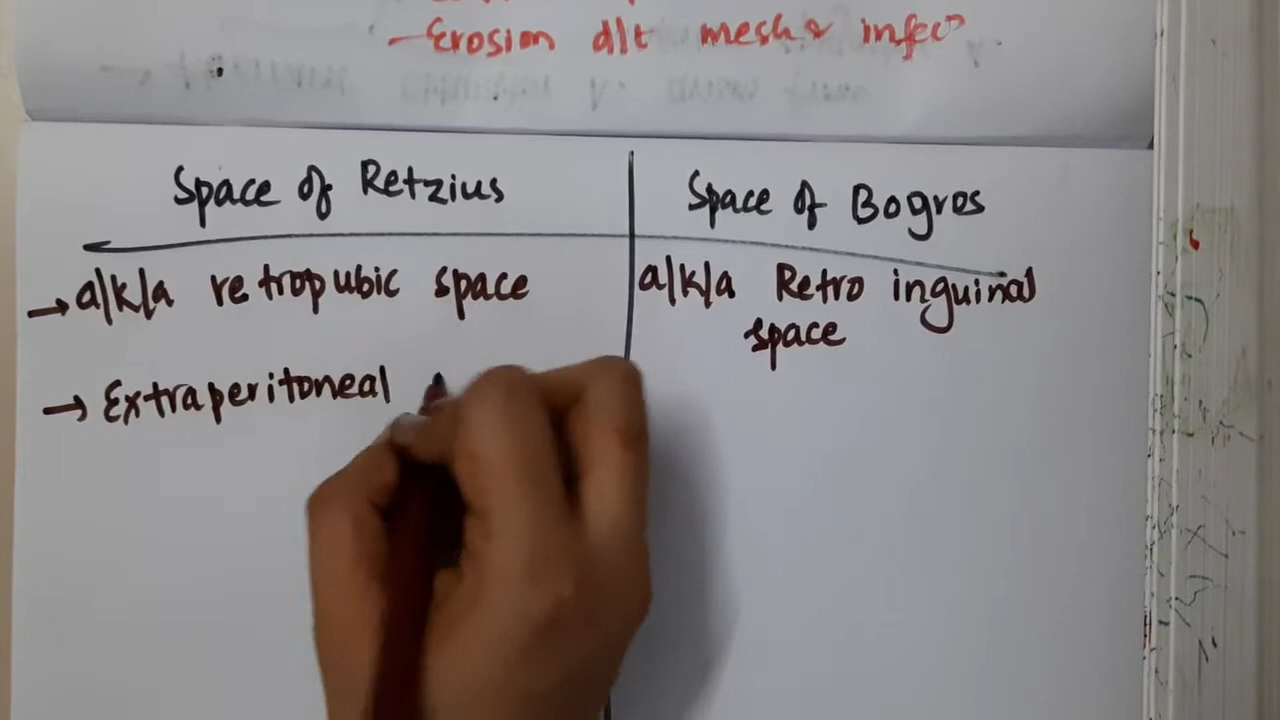 -Erosion d/t mesh & infec
Space of Retzius
Space of Bogros
→ a/k/a retropubic space
a/k/a Retro inguinal
space
→ Extraperitoneal